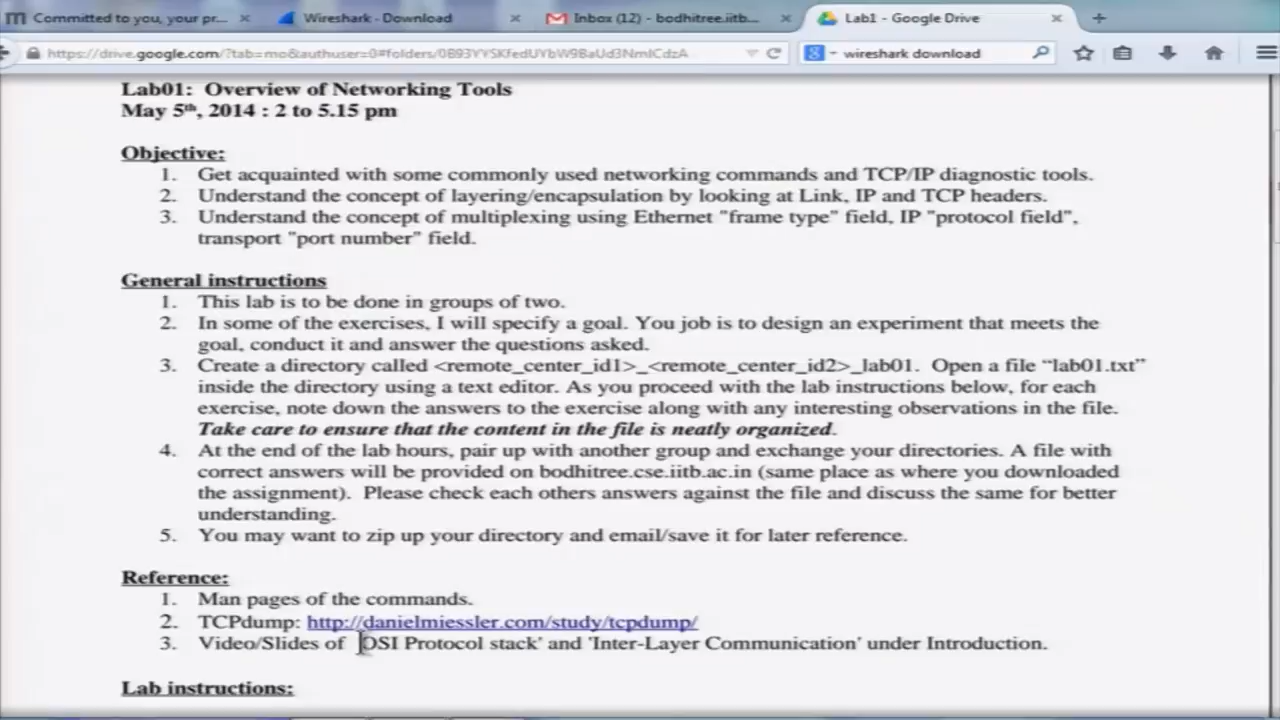 Committed to you, your pr...
Wireshark - Download
Inbox (12) - bodhitree.iitb...
Lab1 - Google Drive
wireshark download
Lab01: Overview of Networking Tools
May 5th, 2014 : 2 to 5.15 pm
Objective:
1. Get acquainted with some commonly used networking commands and TCP/IP diagnostic tools.
2. Understand the concept of layering/encapsulation by looking at Link, IP and TCP headers.
3. Understand the concept of multiplexing using Ethernet "frame type" field, IP "protocol field",
transport "port number" field.
General instructions
1. This lab is to be done in groups of two.
2. In some of the exercises, I will specify a goal. You job is to design an experiment that meets the
goal, conduct it and answer the questions asked.
3. Create a directory called <remote_center_id1>_<remote_center_id2>_lab01. Open a file “lab01.txt”
inside the directory using a text editor. As you proceed with the lab instructions below, for each
exercise, note down the answers to the exercise along with any interesting observations in the file.
Take care to ensure that the content in the file is neatly organized.
4. At the end of the lab hours, pair up with another group and exchange your directories. A file with
correct answers will be provided on bodhitree.cse.iitb.ac.in (same place as where you downloaded
the assignment). Please check each others answers against the file and discuss the same for better
understanding.
5. You may want to zip up your directory and email/save it for later reference.
Reference:
1. Man pages of the commands.
2. TCPdump: http://danielmiessler.com/study/tcpdump/
3. Video/Slides of OSI Protocol stack' and 'Inter-Layer Communication' under Introduction.
Lab instructions: